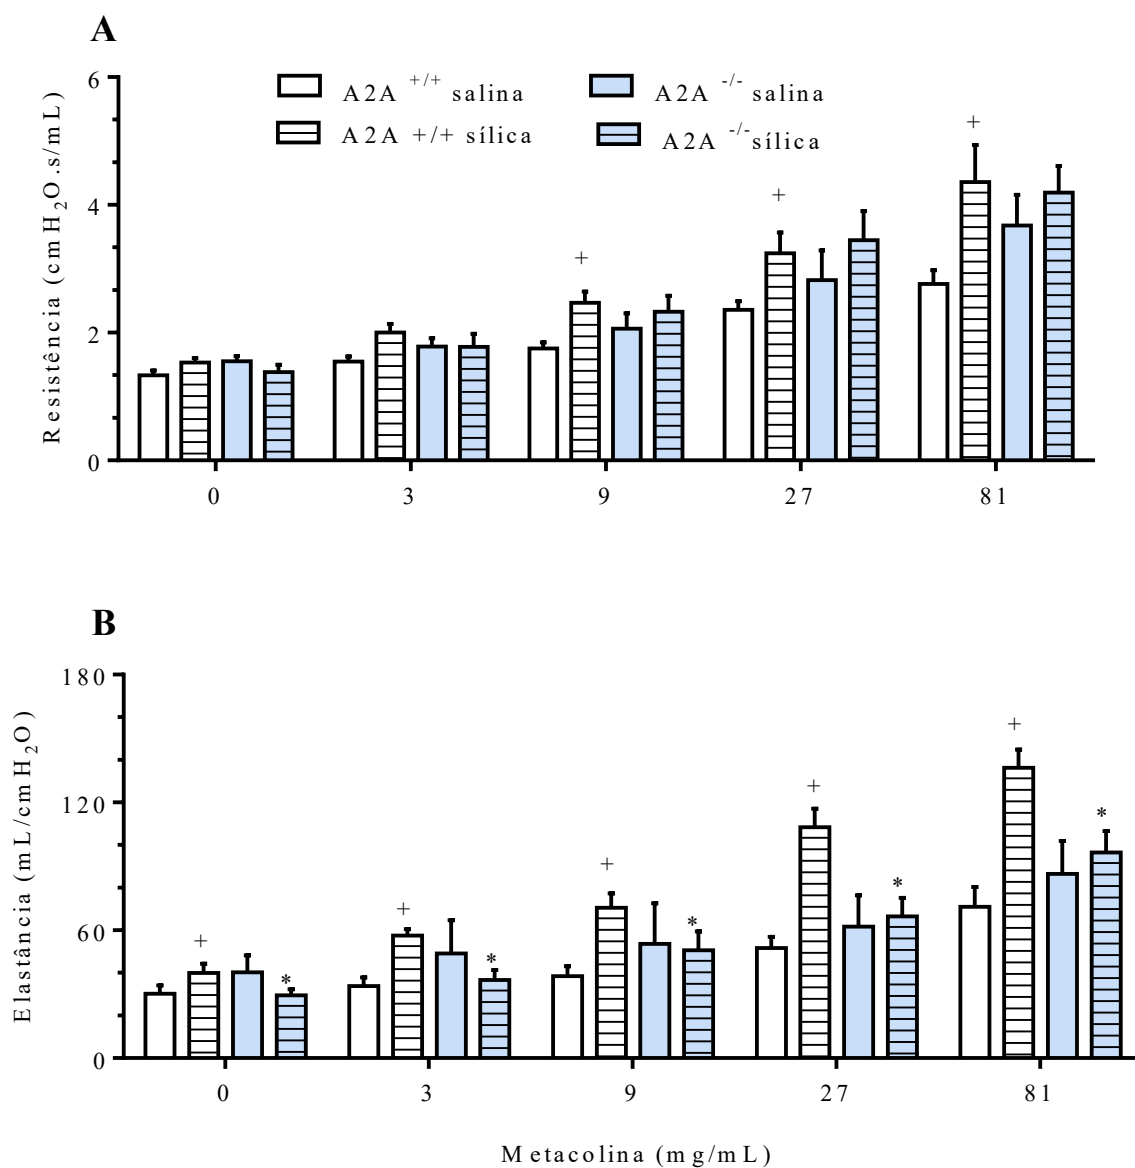 A
6
4
2
0
Resistência (cmH₂O.s/mL)
A2A +/+ salina
A2A -/- salina
A2A +/+ sílica
A2A -/- sílica
+
+
+
0 3 9 27 81
B
180
120
60
0
Elastância (mL/cmH₂O)
+
*
+
*
+
*
+
*
+
*
0 3 9 27 81
Metacolina (mg/mL)